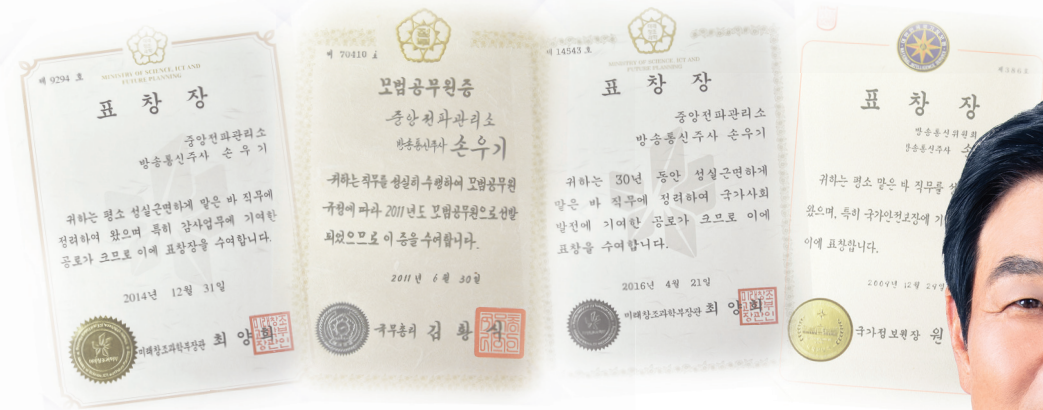 제 9294 호
MINISTRY OF SCIENCE, ICT AND
FUTURE PLANNING
표 창 장
중앙전파관리소
방송통신주사 손 우 기
귀하는 평소 성실근면하게 맡은 바 직무에
정려하여 왔으며 특히 감사업무에 기여한
공로가 크므로 이에 표창장을 수여합니다.
2014년 12월 31일
미래창조과학부장관 최 양 희
제 70410 호
모범공무원증
중앙전파관리소
방송통신주사 손우기
귀하는 직무를 성실히 수행하여 모범공무원
규정에 따라 2011년도 모범공무원으로 선발
되었으므로 이 증을 수여합니다.
2011년 6월 30일
국무총리 김 황 식
제 14543 호
MINISTRY OF SCIENCE, ICT AND
FUTURE PLANNING
표 창 장
중앙전파관리소
방송통신주사 손우기
귀하는 30년 동안 성실근면하게
맡은 바 직무에 정려하여 국가사회
발전에 기여한 공로가 크므로 이에
표창을 수여합니다.
2016년 4월 21일
미래창조과학부장관 최 양 희
표 창 장
방송통신위원회
방송통신주사
귀하는 평소 맡은 바 직무를
왔으며, 특히 국가안전보장에
이에 표창합니다.
국가정보원장 원